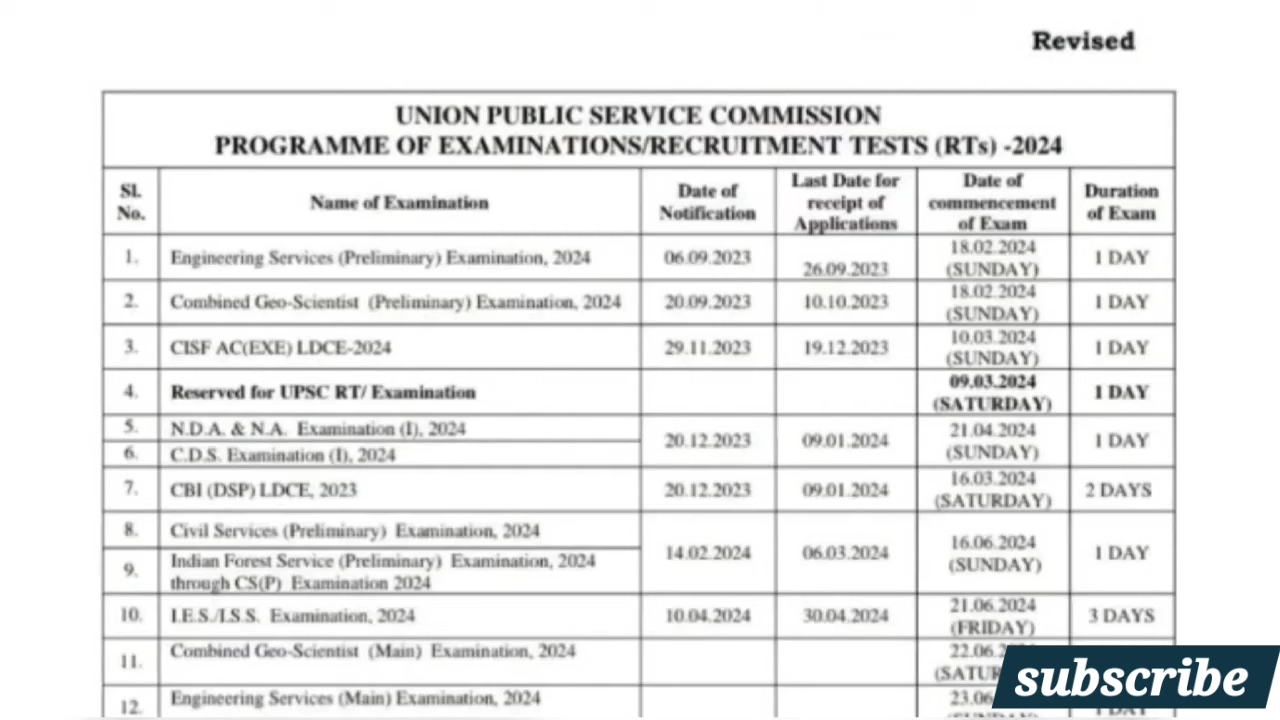 Revised
UNION PUBLIC SERVICE COMMISSION
PROGRAMME OF EXAMINATIONS/RECRUITMENT TESTS (RTs) -2024
Sl. No. Name of Examination Date of Notification Last Date for receipt of Applications Date of commencement of Exam Duration of Exam
1. Engineering Services (Preliminary) Examination, 2024 06.09.2023 26.09.2023 18.02.2024 (SUNDAY) 1 DAY
2. Combined Geo-Scientist (Preliminary) Examination, 2024 20.09.2023 10.10.2023 18.02.2024 (SUNDAY) 1 DAY
3. CISF AC(EXE) LDCE-2024 29.11.2023 19.12.2023 10.03.2024 (SUNDAY) 1 DAY
4. Reserved for UPSC RT/ Examination 09.03.2024 (SATURDAY) 1 DAY
5. N.D.A. & N.A. Examination (I), 2024 20.12.2023 09.01.2024 21.04.2024 (SUNDAY) 1 DAY
6. C.D.S. Examination (I), 2024
7. CBI (DSP) LDCE, 2023 20.12.2023 09.01.2024 16.03.2024 (SATURDAY) 2 DAYS
8. Civil Services (Preliminary) Examination, 2024 14.02.2024 06.03.2024 16.06.2024 (SUNDAY) 1 DAY
9. Indian Forest Service (Preliminary) Examination, 2024 through CS(P) Examination 2024
10. I.E.S./I.S.S. Examination, 2024 10.04.2024 30.04.2024 21.06.2024 (FRIDAY) 3 DAYS
11. Combined Geo-Scientist (Main) Examination, 2024
12. Engineering Services (Main) Examination, 2024
subscribe